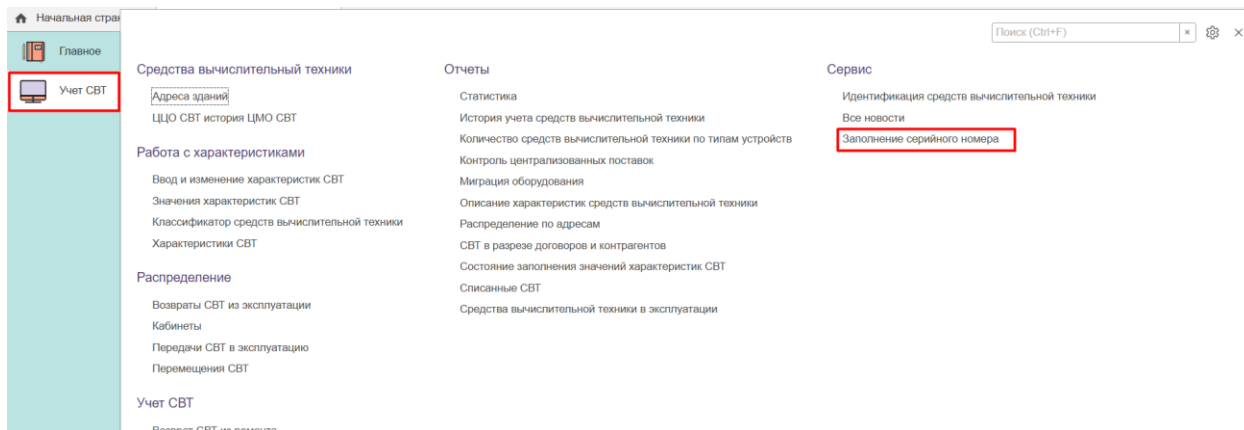 Начальная стран
Главное
Учет СВТ
Поиск (Ctrl+F)
Средства вычислительный техники
Адреса зданий
ЦЦО СВТ история ЦМО СВТ
Работа с характеристиками
Ввод и изменение характеристик СВТ
Значения характеристик СВТ
Классификатор средств вычислительной техники
Характеристики СВТ
Распределение
Возвраты СВТ из эксплуатации
Кабинеты
Передачи СВТ в эксплуатацию
Перемещения СВТ
Учет СВТ
Возврат СВТ из ремонта
Отчеты
Статистика
История учета средств вычислительной техники
Количество средств вычислительной техники по типам устройств
Контроль централизованных поставок
Миграция оборудования
Описание характеристик средств вычислительной техники
Распределение по адресам
СВТ в разрезе договоров и контрагентов
Состояние заполнения значений характеристик СВТ
Списанные СВТ
Средства вычислительной техники в эксплуатации
Сервис
Идентификация средств вычислительной техники
Все новости
Заполнение серийного номера